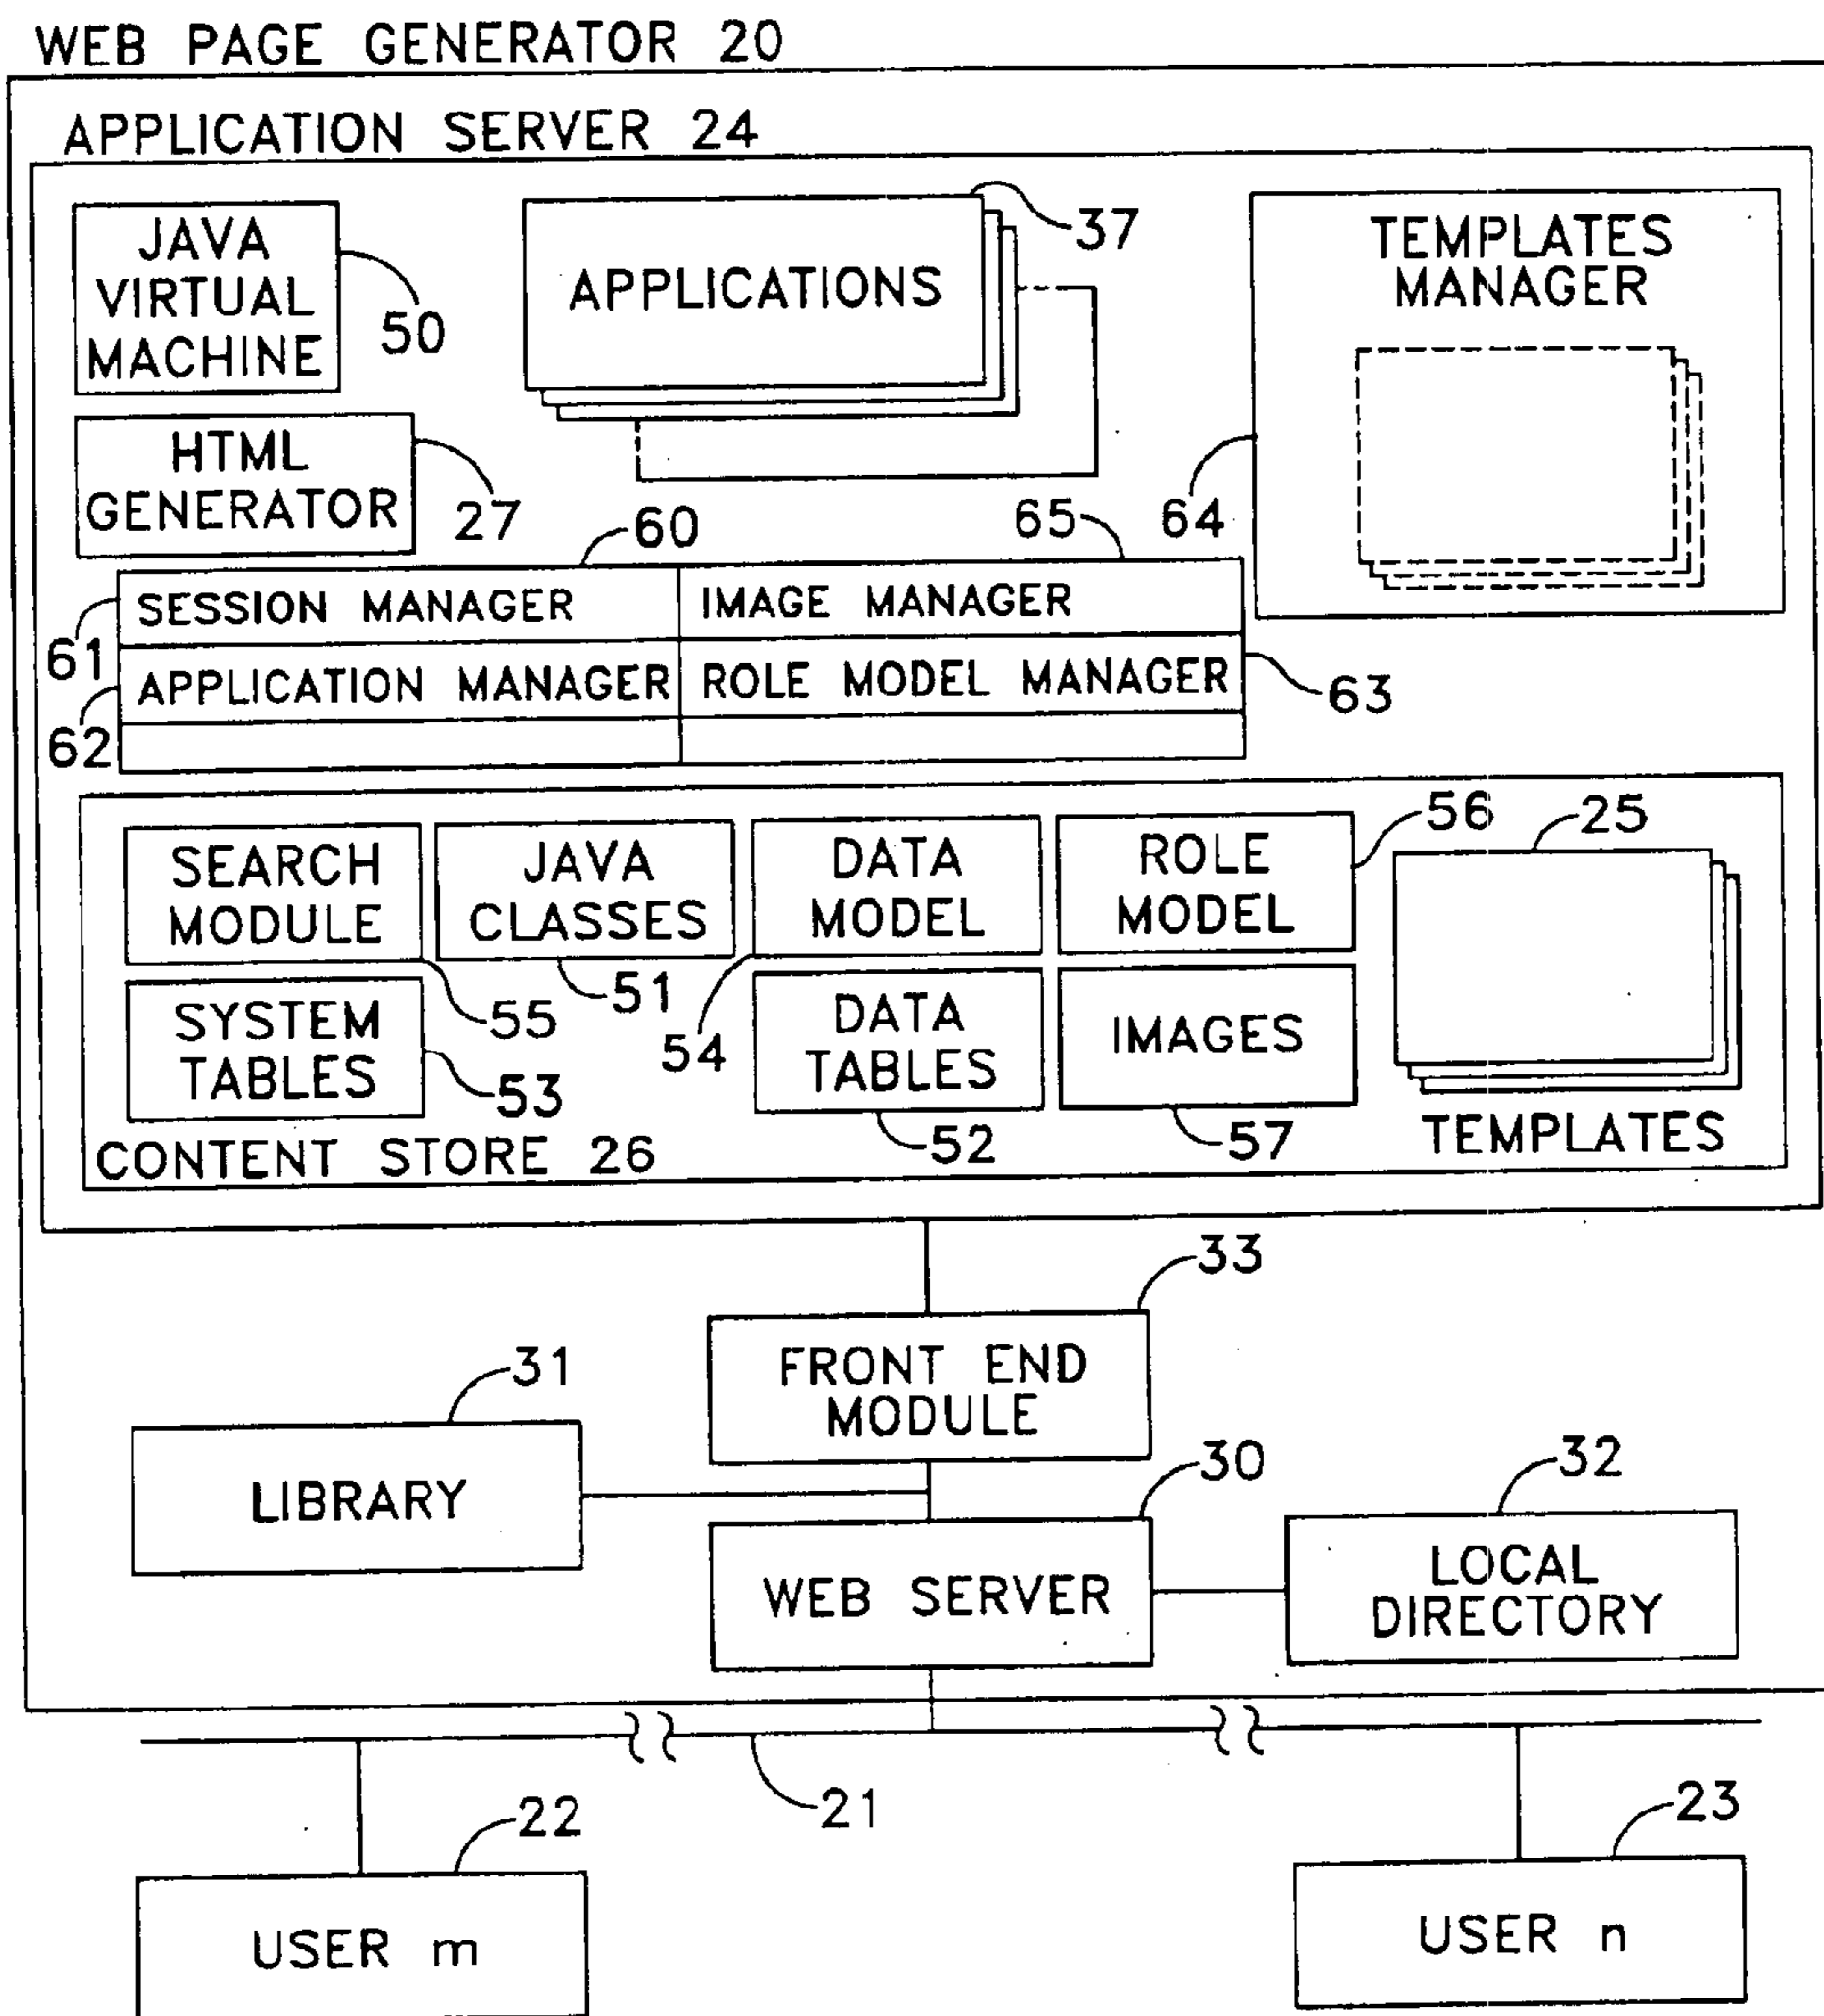 WEB PAGE GENERATOR 20
APPLICATION SERVER 24
JAVA
VIRTUAL
MACHINE
50
APPLICATIONS
37
TEMPLATES
MANAGER
64
HTML
GENERATOR
27
60
65
61
SESSION MANAGER
IMAGE MANAGER
62
APPLICATION MANAGER
ROLE MODEL MANAGER
63
SEARCH
MODULE
55
JAVA
CLASSES
51
DATA
MODEL
54
ROLE
MODEL
56
25
SYSTEM
TABLES
53
DATA
TABLES
52
IMAGES
57
TEMPLATES
CONTENT STORE 26
33
FRONT END
MODULE
31
LIBRARY
30
WEB SERVER
32
LOCAL
DIRECTORY
21
22
USER m
23
USER n